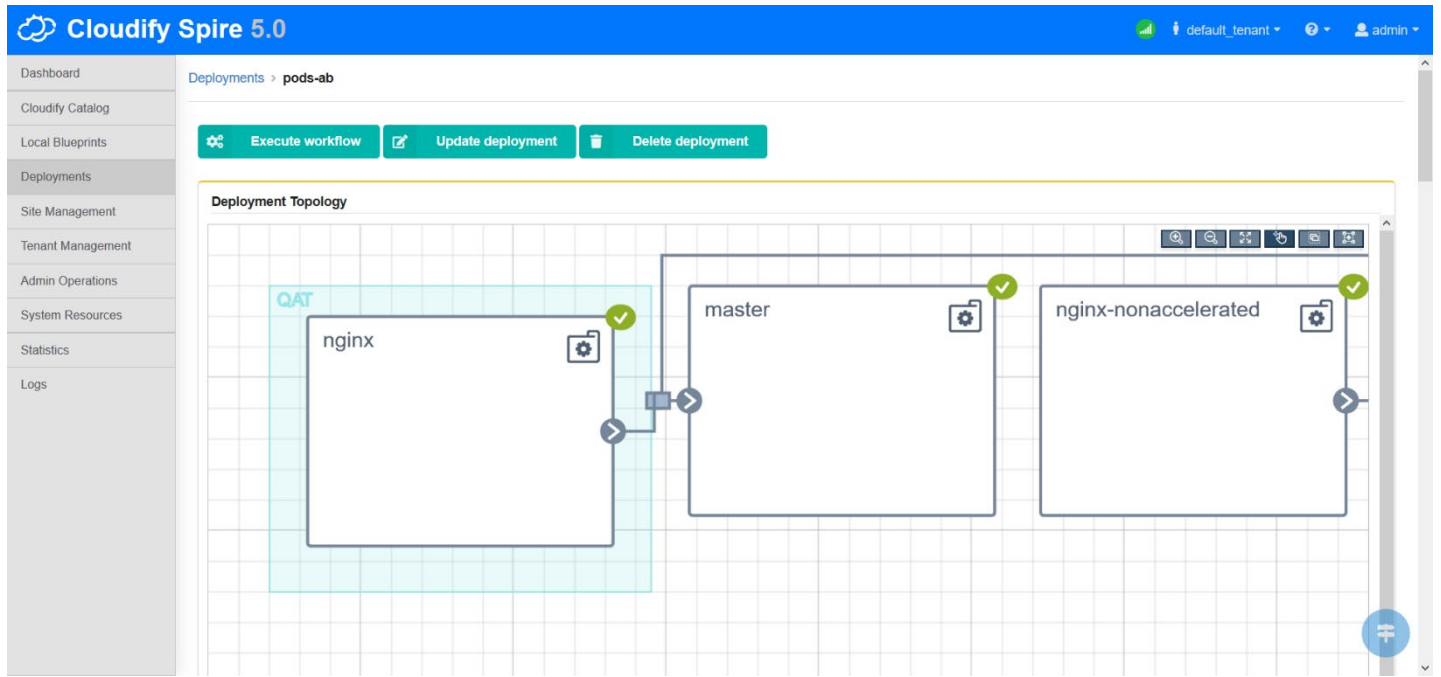 Cloudify Spire 5.0
default_tenant
admin
Dashboard
Cloudify Catalog
Local Blueprints
Deployments
Site Management
Tenant Management
Admin Operations
System Resources
Statistics
Logs
Deployments > pods-ab
Execute workflow
Update deployment
Delete deployment
Deployment Topology
QAT
nginx
master
nginx-nonaccelerated